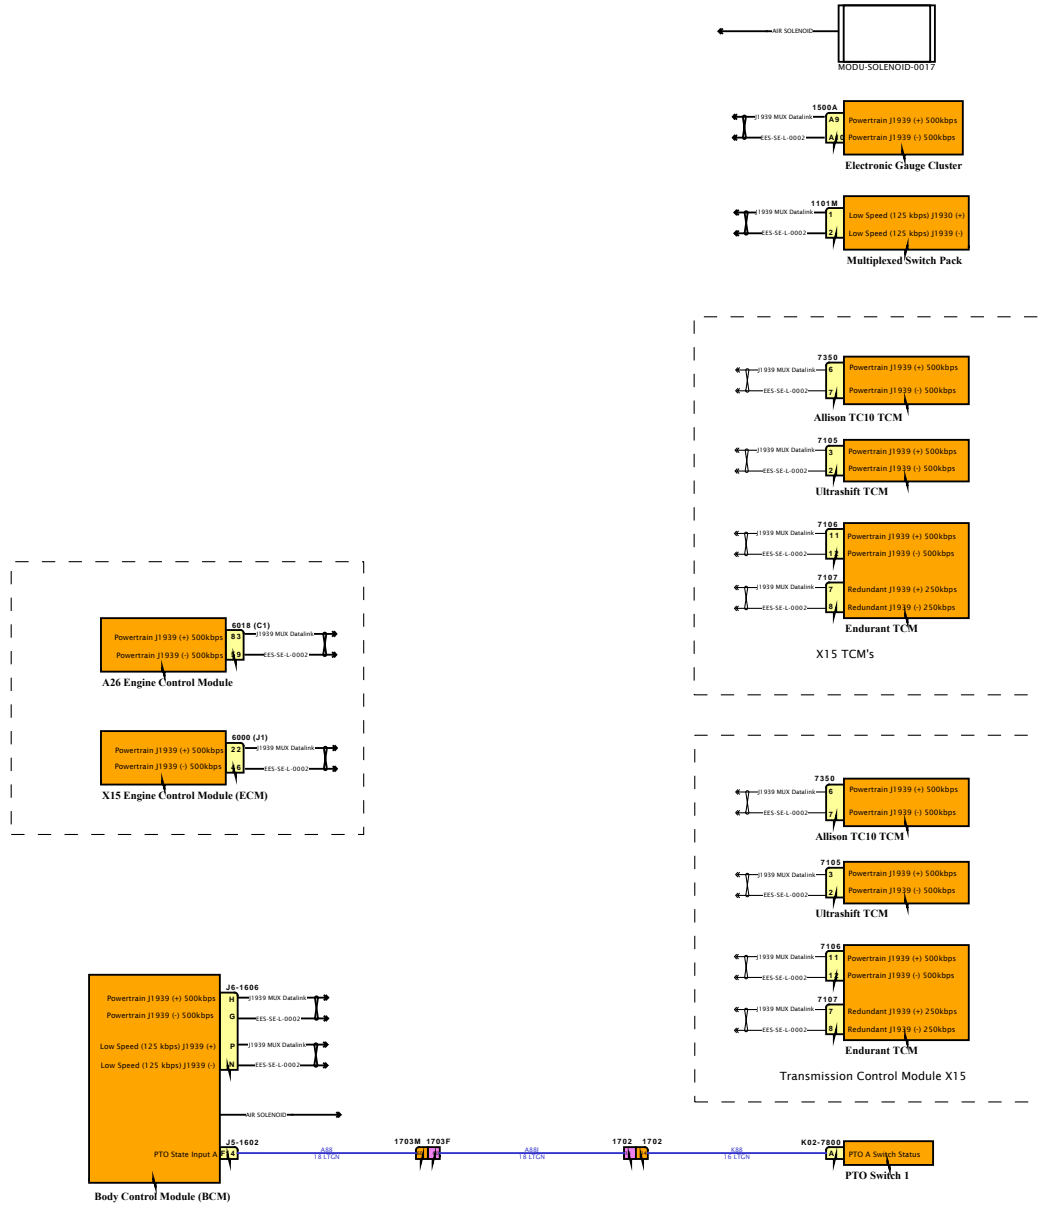 AIR SOLENOID
MODU-SOLENOID-0017
1500A
J1939 MUX Datalink A9 Powertrain J1939 (+) 500kbps
EES-SE-L-0002 A10 Powertrain J1939 (-) 500kbps
Electronic Gauge Cluster
1101M
J1939 MUX Datalink 1 Low Speed (125 kbps) J1930 (+)
EES-SE-L-0002 2 Low Speed (125 kbps) J1939 (-)
Multiplexed Switch Pack
7350
J1939 MUX Datalink 6 Powertrain J1939 (+) 500kbps
EES-SE-L-0002 7 Powertrain J1939 (-) 500kbps
Allison TC10 TCM
7105
J1939 MUX Datalink 3 Powertrain J1939 (+) 500kbps
EES-SE-L-0002 2 Powertrain J1939 (-) 500kbps
Ultrashift TCM
7106
J1939 MUX Datalink 11 Powertrain J1939 (+) 500kbps
EES-SE-L-0002 12 Powertrain J1939 (-) 500kbps
7107
J1939 MUX Datalink 7 Redundant J1939 (+) 250kbps
EES-SE-L-0002 8 Redundant J1939 (-) 250kbps
Endurant TCM
X15 TCM's
6018 (C1)
Powertrain J1939 (+) 500kbps 83 J1939 MUX Datalink
Powertrain J1939 (-) 500kbps 59 EES-SE-L-0002
A26 Engine Control Module
6000 (J1)
Powertrain J1939 (+) 500kbps 22 J1939 MUX Datalink
Powertrain J1939 (-) 500kbps 46 EES-SE-L-0002
X15 Engine Control Module (ECM)
7350
J1939 MUX Datalink 6 Powertrain J1939 (+) 500kbps
EES-SE-L-0002 7 Powertrain J1939 (-) 500kbps
Allison TC10 TCM
7105
J1939 MUX Datalink 3 Powertrain J1939 (+) 500kbps
EES-SE-L-0002 2 Powertrain J1939 (-) 500kbps
Ultrashift TCM
7106
J1939 MUX Datalink 11 Powertrain J1939 (+) 500kbps
EES-SE-L-0002 12 Powertrain J1939 (-) 500kbps
7107
J1939 MUX Datalink 7 Redundant J1939 (+) 250kbps
EES-SE-L-0002 8 Redundant J1939 (-) 250kbps
Endurant TCM
Transmission Control Module X15
J6-1606
Powertrain J1939 (+) 500kbps H J1939 MUX Datalink
Powertrain J1939 (-) 500kbps G EES-SE-L-0002
Low Speed (125 kbps) J1939 (+) P J1939 MUX Datalink
Low Speed (125 kbps) J1939 (-) N EES-SE-L-0002
AIR SOLENOID
J5-1602 1703M 1703F 1702 1702 K02-7800
PTO State Input A F14 A88 A88J K88 A PTO A Switch Status
18 LTGN 18 LTGN 16 LTGN
PTO Switch 1
Body Control Module (BCM)